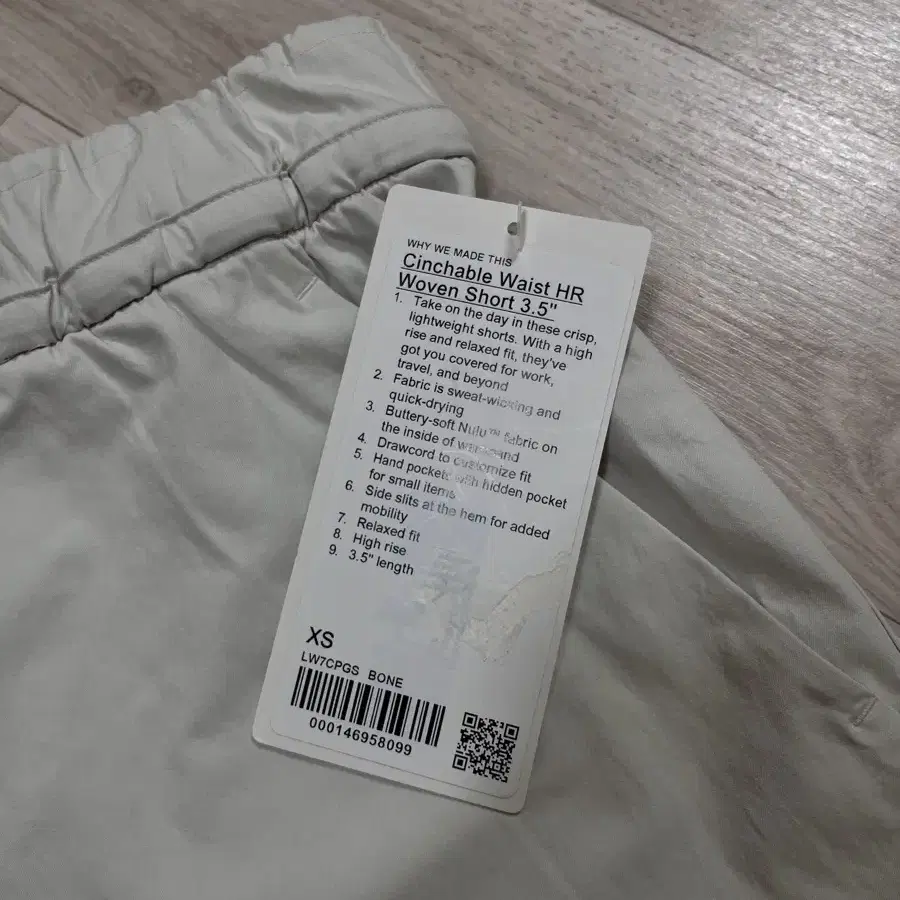 WHY WE MADE THIS
Cinchable Waist HR
Woven Short 3.5"
1. Take on the day in these crisp,
lightweight shorts. With a high
rise and relaxed fit, they've
got you covered for work,
travel, and beyond
2. Fabric is sweat-wicking and
quick-drying
3. Buttery-soft Nulu™ fabric on
the inside of waistband
4. Drawcord to customize fit
5. Hand pockets with hidden pocket
for small items
6. Side slits at the hem for added
mobility
7. Relaxed fit
8. High rise
9. 3.5" length
XS
LW7CPGS BONE
000146958099